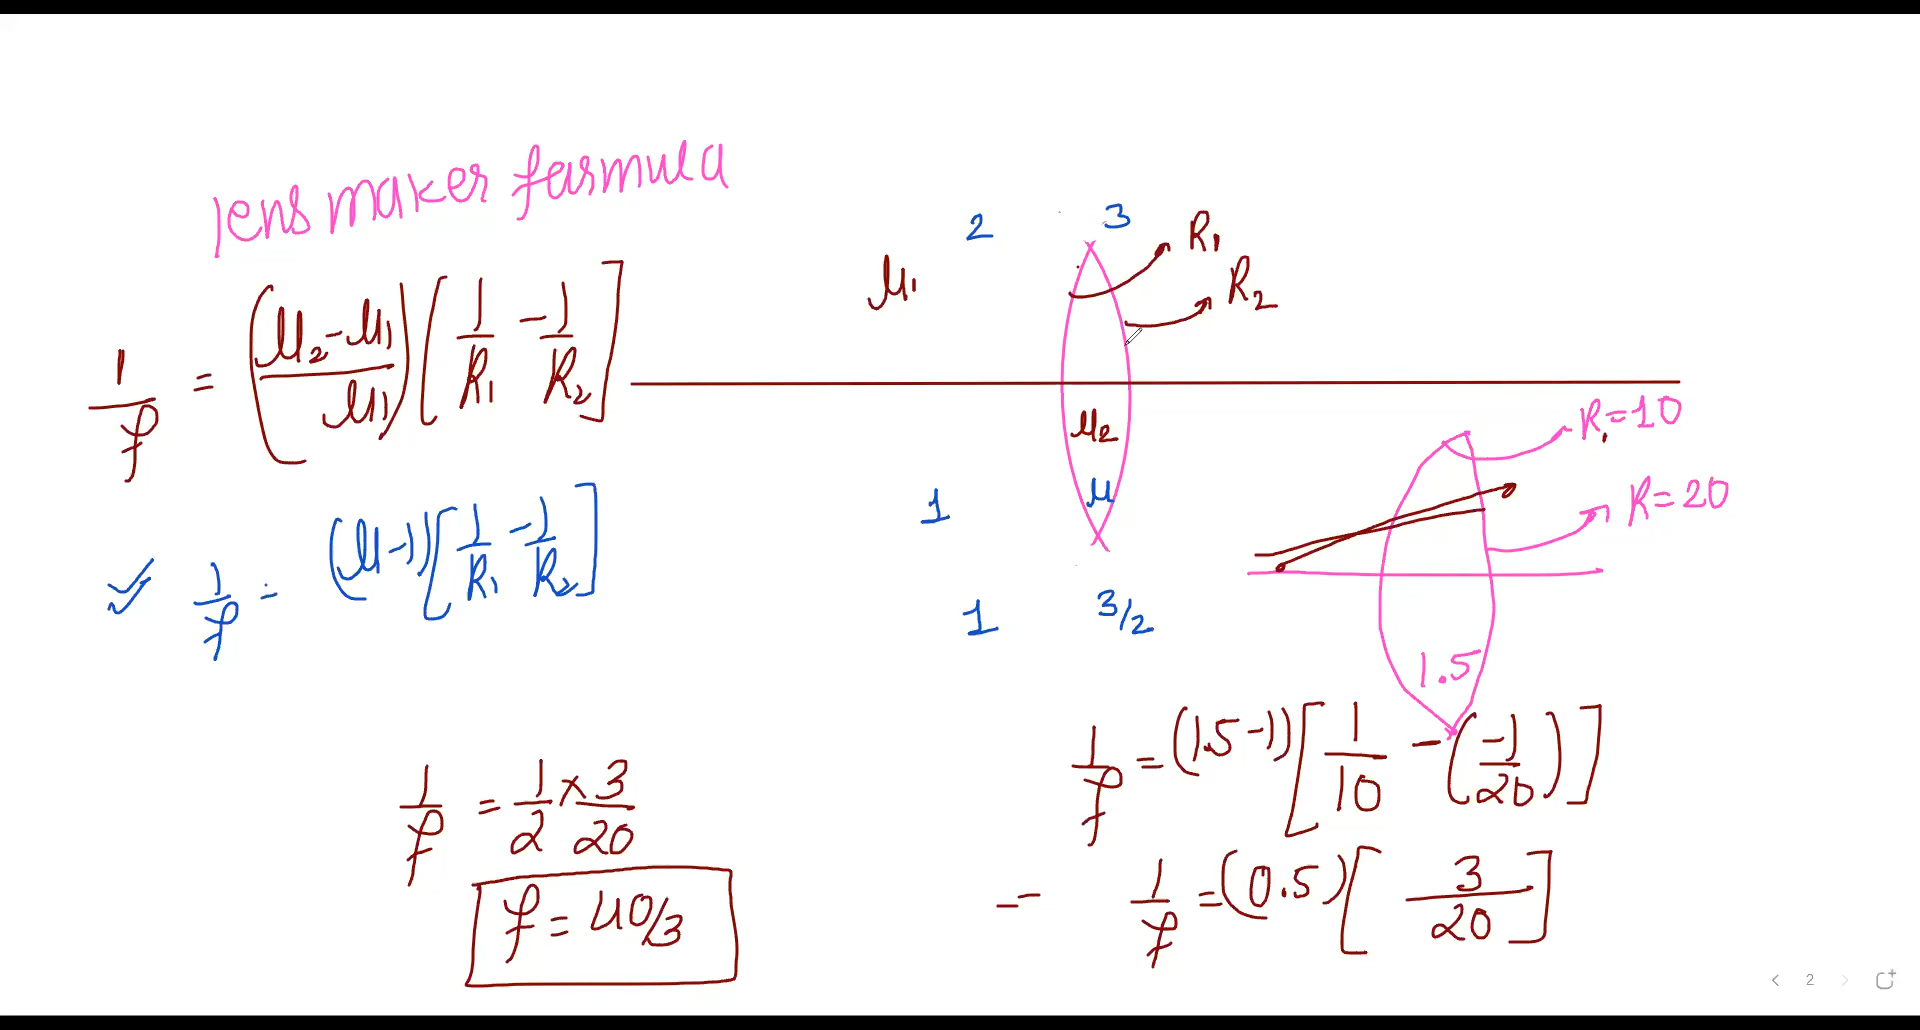 lens maker farmula
1/f = ((μ₂-μ₁)/μ₁) [1/R₁ - 1/R₂]
1/f = (μ-1) [1/R₁ - 1/R₂]
1/f = 1/2 × 3/20
f = 40/3
2 3
μ₁
R₁
R₂
μ₂
μ
1
1 3/2
R₁=10
R=20
1.5
1/f = (1.5-1) [1/10 - (-1/20)]
1/f = (0.5) [3/20]
2